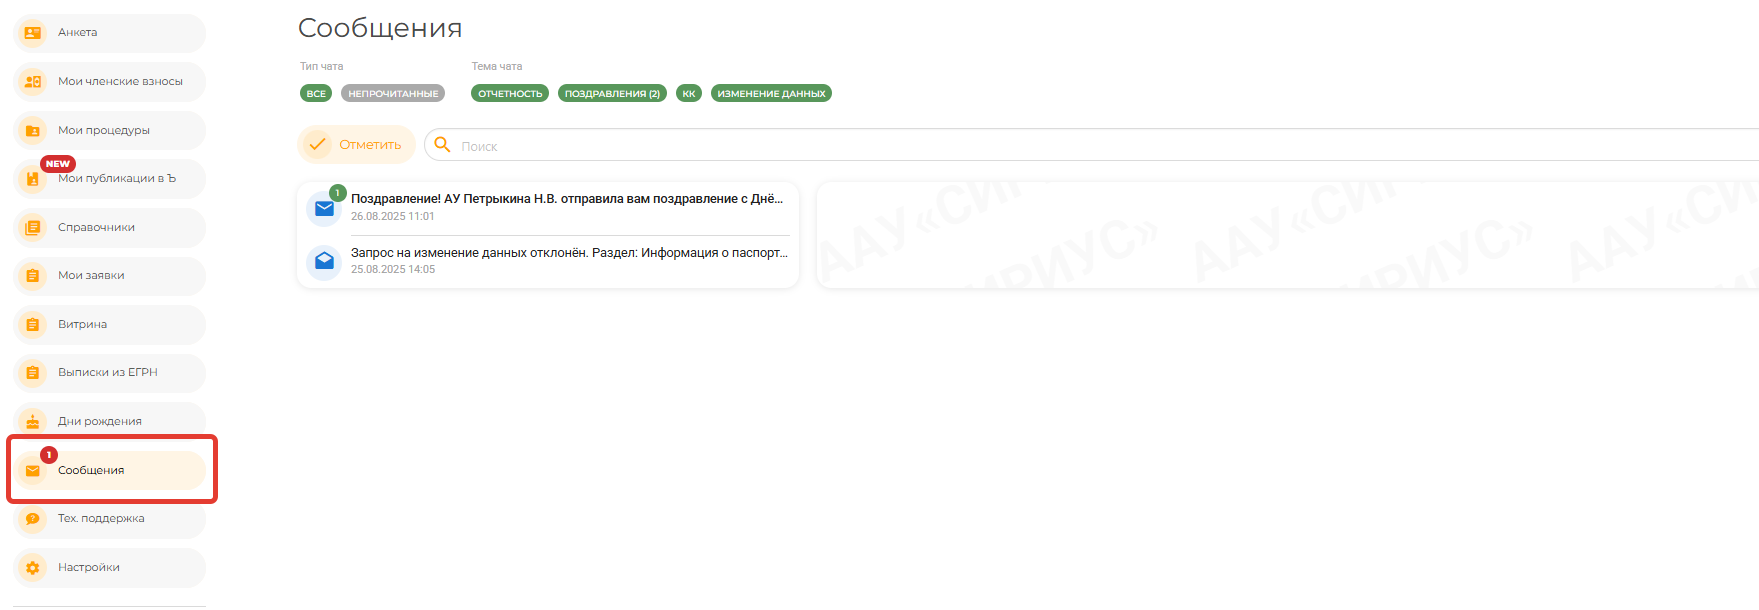 Анкета
Мои членские взносы
Мои процедуры
NEW
Мои публикации в Ъ
Справочники
Мои заявки
Витрина
Выписки из ЕГРН
Дни рождения
1
Сообщения
Тех. поддержка
Настройки
Сообщения
Тип чата
Тема чата
ВСЕ НЕПРОЧИТАННЫЕ ОТЧЕТНОСТЬ ПОЗДРАВЛЕНИЯ (2) КК ИЗМЕНЕНИЕ ДАННЫХ
Отметить
Поиск
1
Поздравление! АУ Петрыкина Н.В. отправила вам поздравление с Днё...
26.08.2025 11:01
Запрос на изменение данных отклонён. Раздел: Информация о паспорт...
25.08.2025 14:05
ААУ «СИРИУС» ААУ «СИРИУС» ААУ «СИ